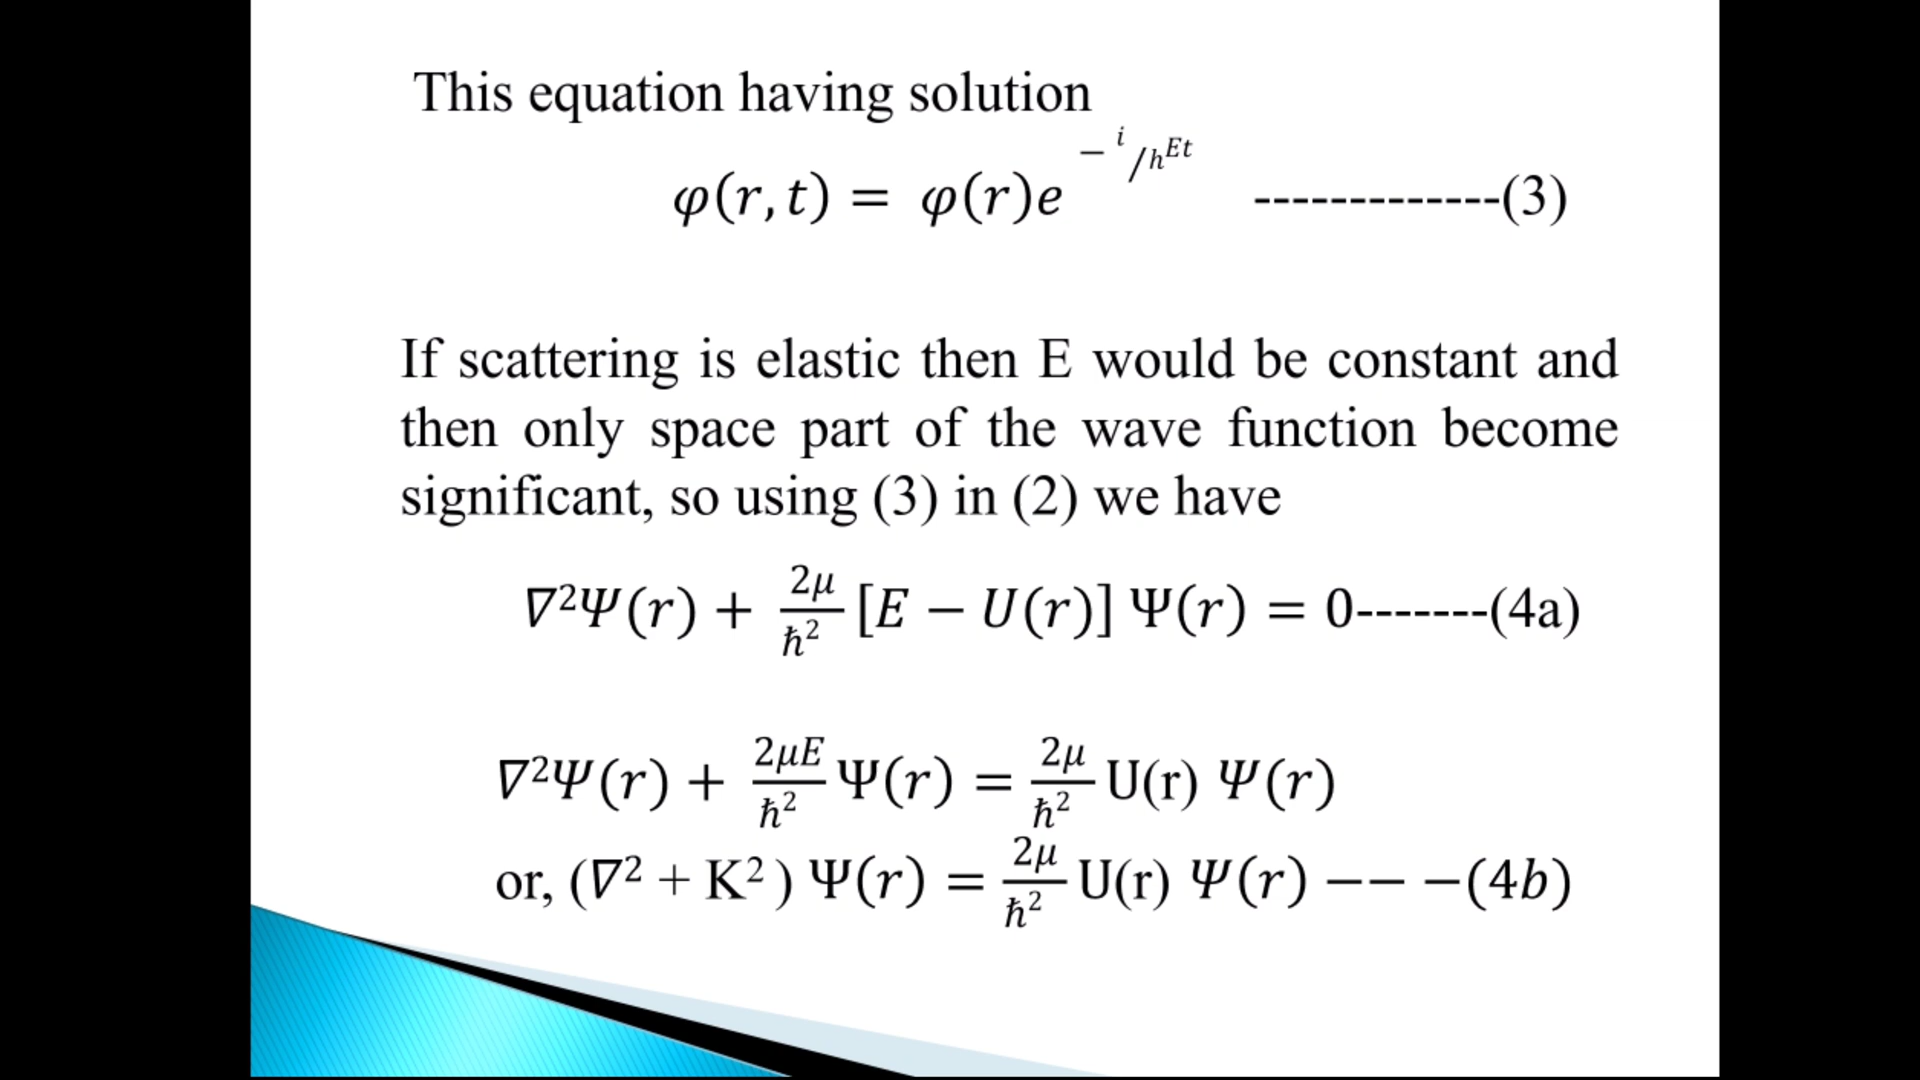 This equation having solution
φ(r, t) = φ(r)e^{− i/hEt} -------------(3)
If scattering is elastic then E would be constant and
then only space part of the wave function become
significant, so using (3) in (2) we have
∇²Ψ(r) + 2μ/ħ² [E − U(r)] Ψ(r) = 0-------(4a)
∇²Ψ(r) + 2μE/ħ² Ψ(r) = 2μ/ħ² U(r) Ψ(r)
or, (∇² + K² ) Ψ(r) = 2μ/ħ² U(r) Ψ(r) −− −(4b)